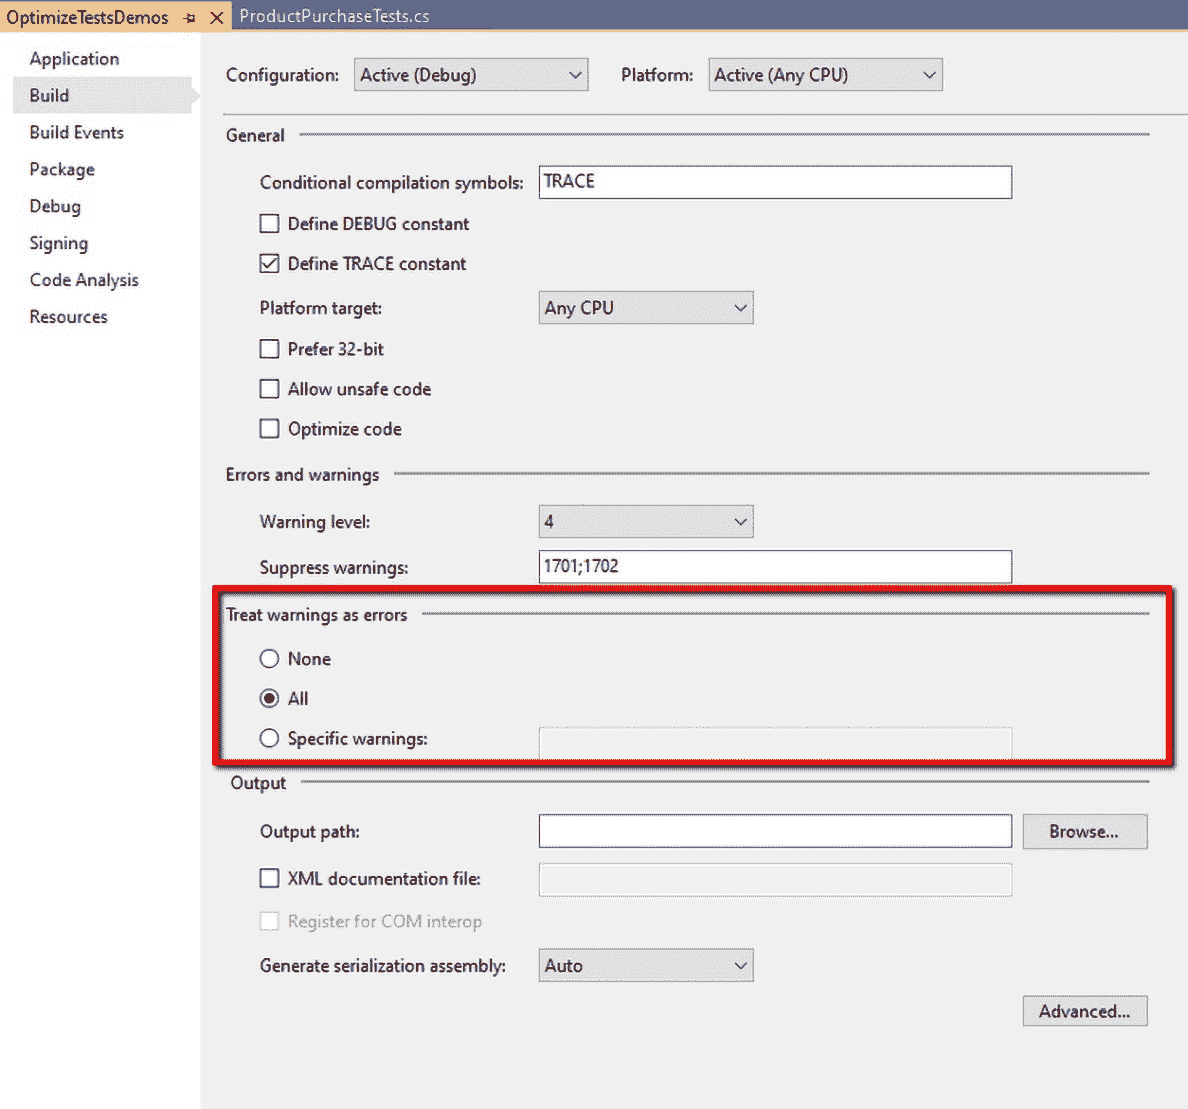 OptimizeTestsDemos ProductPurchaseTests.cs
Application
Build
Build Events
Package
Debug
Signing
Code Analysis
Resources
Configuration: Active (Debug) Platform: Active (Any CPU)
General
Conditional compilation symbols: TRACE
Define DEBUG constant
Define TRACE constant
Platform target: Any CPU
Prefer 32-bit
Allow unsafe code
Optimize code
Errors and warnings
Warning level: 4
Suppress warnings: 1701;1702
Treat warnings as errors
None
All
Specific warnings:
Output
Output path: Browse...
XML documentation file:
Register for COM interop
Generate serialization assembly: Auto
Advanced...